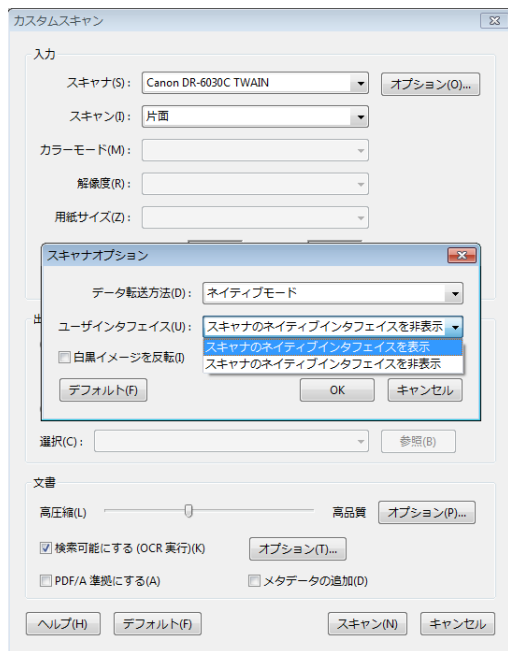 カスタムスキャン
入力
スキャナ(S)： Canon DR-6030C TWAIN オプション(O)...
スキャン(I)： 片面
カラーモード(M)：
解像度(R)：
用紙サイズ(Z)：
スキャナオプション
データ転送方法(D)： ネイティブモード
ユーザインタフェイス(U)： スキャナのネイティブインタフェイスを非表示
スキャナのネイティブインタフェイスを表示
スキャナのネイティブインタフェイスを非表示
白黒イメージを反転(I)
デフォルト(F) OK キャンセル
選択(C)： 参照(B)
文書
高圧縮(L) 高品質 オプション(P)...
検索可能にする (OCR 実行)(K) オプション(T)...
PDF/A 準拠にする(A) メタデータの追加(D)
ヘルプ(H) デフォルト(F) スキャン(N) キャンセル